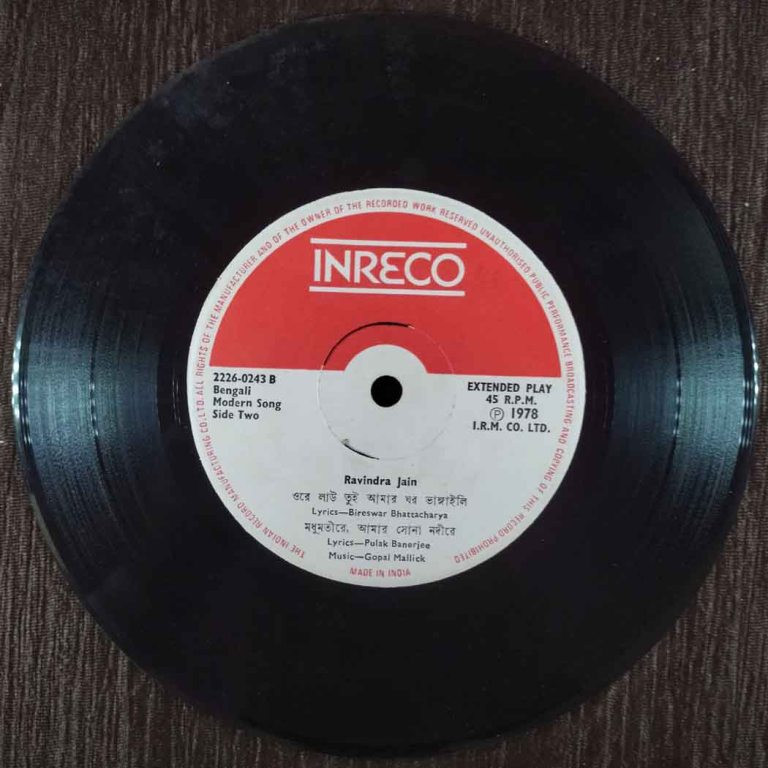 THE INDIAN RECORD MANUFACTURING CO. LTD. ALL RIGHTS OF THE MANUFACTURER AND OF THE OWNER OF THE RECORDED WORK RESERVED UNAUTHORISED PUBLIC PERFORMANCE BROADCASTING AND COPYING OF THIS RECORD PROHIBITED
INRECO
2226-0243 B
Bengali
Modern Song
Side Two
EXTENDED PLAY
45 R.P.M.
Ⓟ 1978
I.R.M. CO. LTD.
Ravindra Jain
ওরে লাউ তুই আমার ঘর ভাঙ্গাইলি
Lyrics—Bireswar Bhattacharya
মধুমতীরে, আমার সোনা নদীরে
Lyrics—Pulak Banerjee
Music—Gopal Mallick
MADE IN INDIA